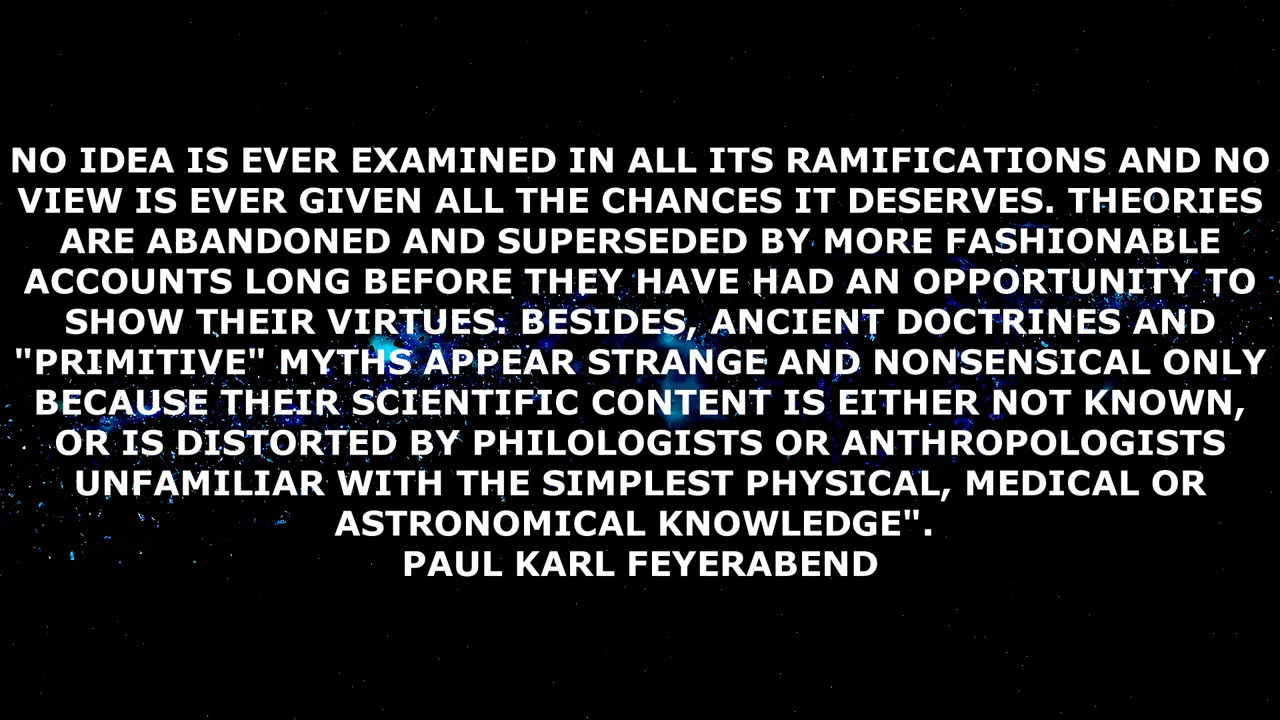 NO IDEA IS EVER EXAMINED IN ALL ITS RAMIFICATIONS AND NO
VIEW IS EVER GIVEN ALL THE CHANCES IT DESERVES. THEORIES
ARE ABANDONED AND SUPERSEDED BY MORE FASHIONABLE
ACCOUNTS LONG BEFORE THEY HAVE HAD AN OPPORTUNITY TO
SHOW THEIR VIRTUES. BESIDES, ANCIENT DOCTRINES AND
"PRIMITIVE" MYTHS APPEAR STRANGE AND NONSENSICAL ONLY
BECAUSE THEIR SCIENTIFIC CONTENT IS EITHER NOT KNOWN,
OR IS DISTORTED BY PHILOLOGISTS OR ANTHROPOLOGISTS
UNFAMILIAR WITH THE SIMPLEST PHYSICAL, MEDICAL OR
ASTRONOMICAL KNOWLEDGE".
PAUL KARL FEYERABEND